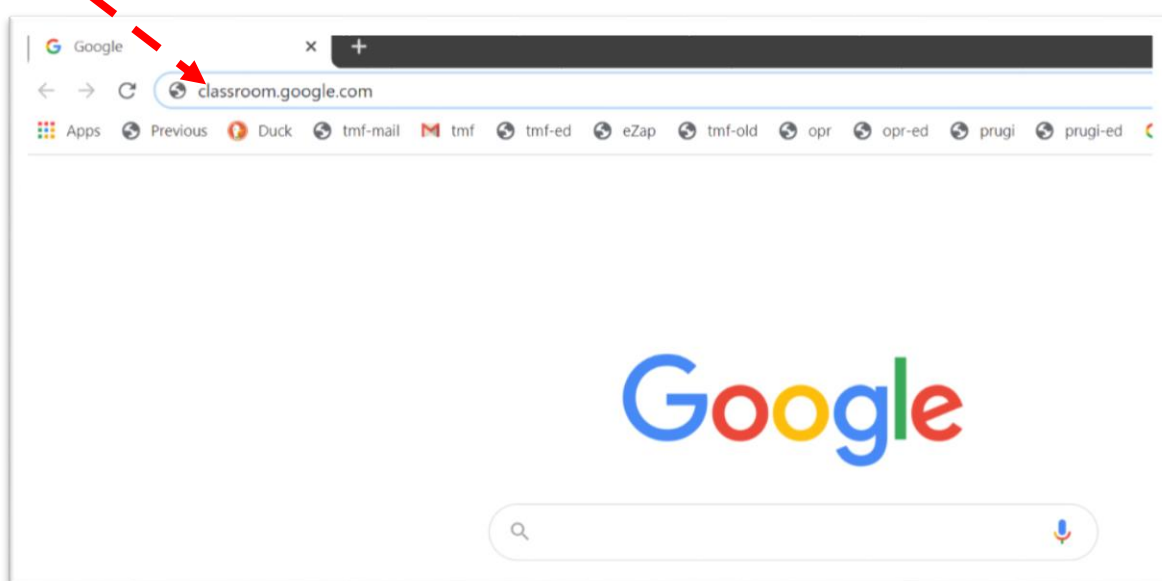 Google
classroom.google.com
Apps Previous Duck tmf-mail tmf tmf-ed eZap tmf-old opr opr-ed prugi prugi-ed
Google